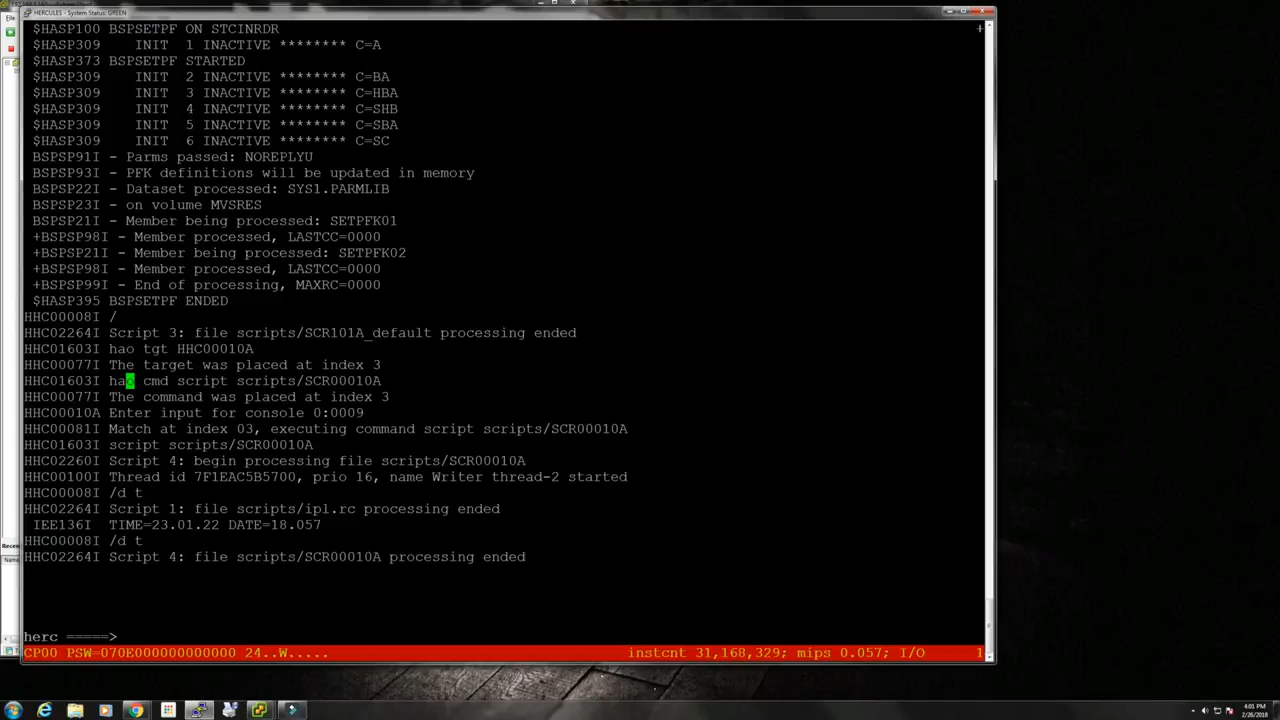 File
HERCULES - System Status: GREEN
$HASP100 BSPSETPF ON STCINRDR
$HASP309    INIT  1 INACTIVE ******** C=A
$HASP373 BSPSETPF STARTED
$HASP309    INIT  2 INACTIVE ******** C=BA
$HASP309    INIT  3 INACTIVE ******** C=HBA
$HASP309    INIT  4 INACTIVE ******** C=SHB
$HASP309    INIT  5 INACTIVE ******** C=SBA
$HASP309    INIT  6 INACTIVE ******** C=SC
BSPSP91I - Parms passed: NOREPLYU
BSPSP93I - PFK definitions will be updated in memory
BSPSP22I - Dataset processed: SYS1.PARMLIB
BSPSP23I - on volume MVSRES
BSPSP21I - Member being processed: SETPFK01
+BSPSP98I - Member processed, LASTCC=0000
+BSPSP21I - Member being processed: SETPFK02
+BSPSP98I - Member processed, LASTCC=0000
+BSPSP99I - End of processing, MAXRC=0000
$HASP395 BSPSETPF ENDED
HHC00008I /
HHC02264I Script 3: file scripts/SCR101A_default processing ended
HHC01603I hao tgt HHC00010A
HHC00077I The target was placed at index 3
HHC01603I hao cmd script scripts/SCR00010A
HHC00077I The command was placed at index 3
HHC00010A Enter input for console 0:0009
HHC00081I Match at index 03, executing command script scripts/SCR00010A
HHC01603I script scripts/SCR00010A
HHC02260I Script 4: begin processing file scripts/SCR00010A
HHC00100I Thread id 7F1EAC5B5700, prio 16, name Writer thread-2 started
HHC00008I /d t
HHC02264I Script 1: file scripts/ipl.rc processing ended
IEE136I  TIME=23.01.22 DATE=18.057
HHC00008I /d t
HHC02264I Script 4: file scripts/SCR00010A processing ended
Recen
Name
herc =====>
CP00 PSW=070E000000000000 24..W..... instcnt 31,168,329; mips 0.057; I/O 1
4:01 PM
2/26/2018